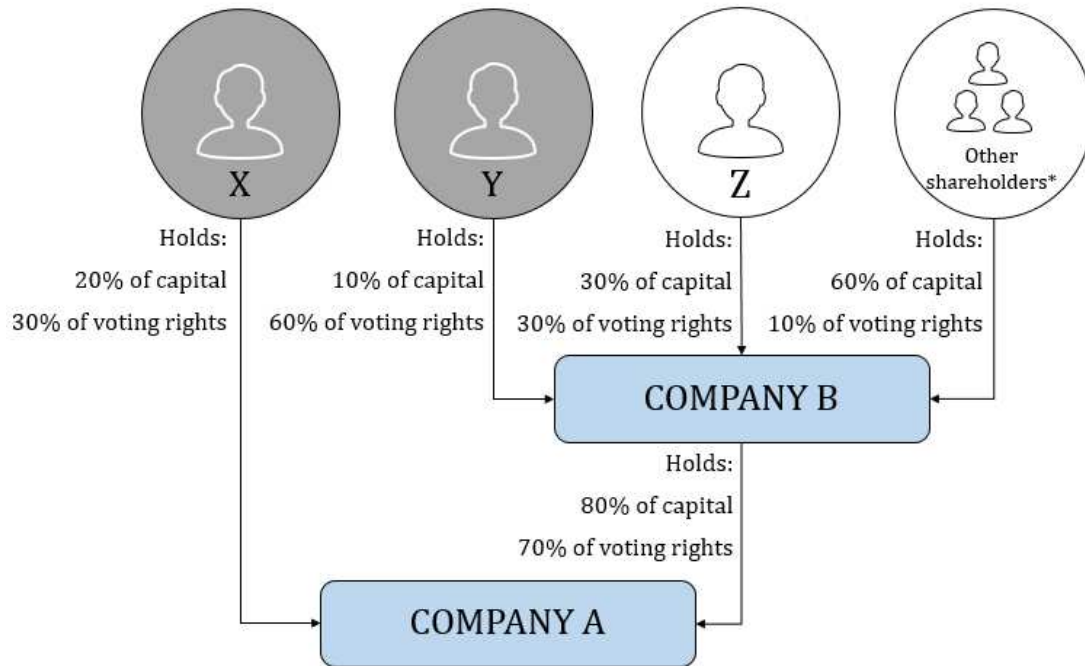 X
Y
Z
Other
shareholders*
Holds:
20% of capital
30% of voting rights
Holds:
10% of capital
60% of voting rights
Holds:
30% of capital
30% of voting rights
Holds:
60% of capital
10% of voting rights
COMPANY B
Holds:
80% of capital
70% of voting rights
COMPANY A